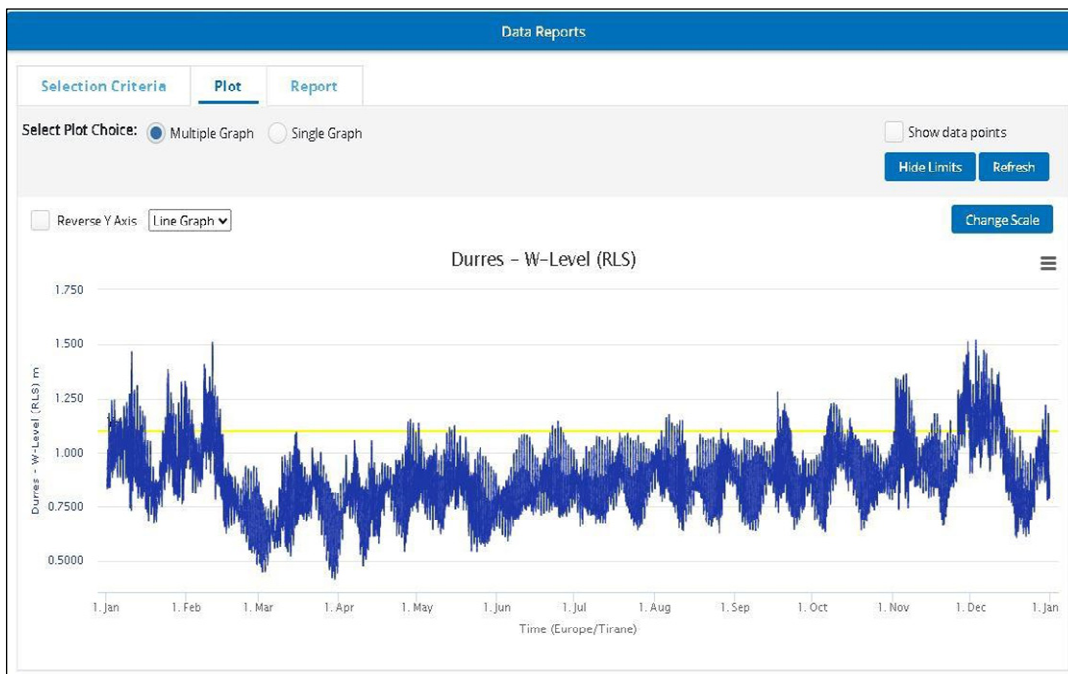 Data Reports
Selection Criteria Plot Report
Select Plot Choice: Multiple Graph Single Graph Show data points
Hide Limits Refresh
Reverse Y Axis Line Graph Change Scale
Durres - W-Level (RLS)
1.750
1.500
1.250
1.000
0.7500
0.5000
Durres - W-Level (RLS) m
1. Jan 1. Feb 1. Mar 1. Apr 1. May 1. Jun 1. Jul 1. Aug 1. Sep 1. Oct 1. Nov 1. Dec 1. Jan
Time (Europe/Tirane)